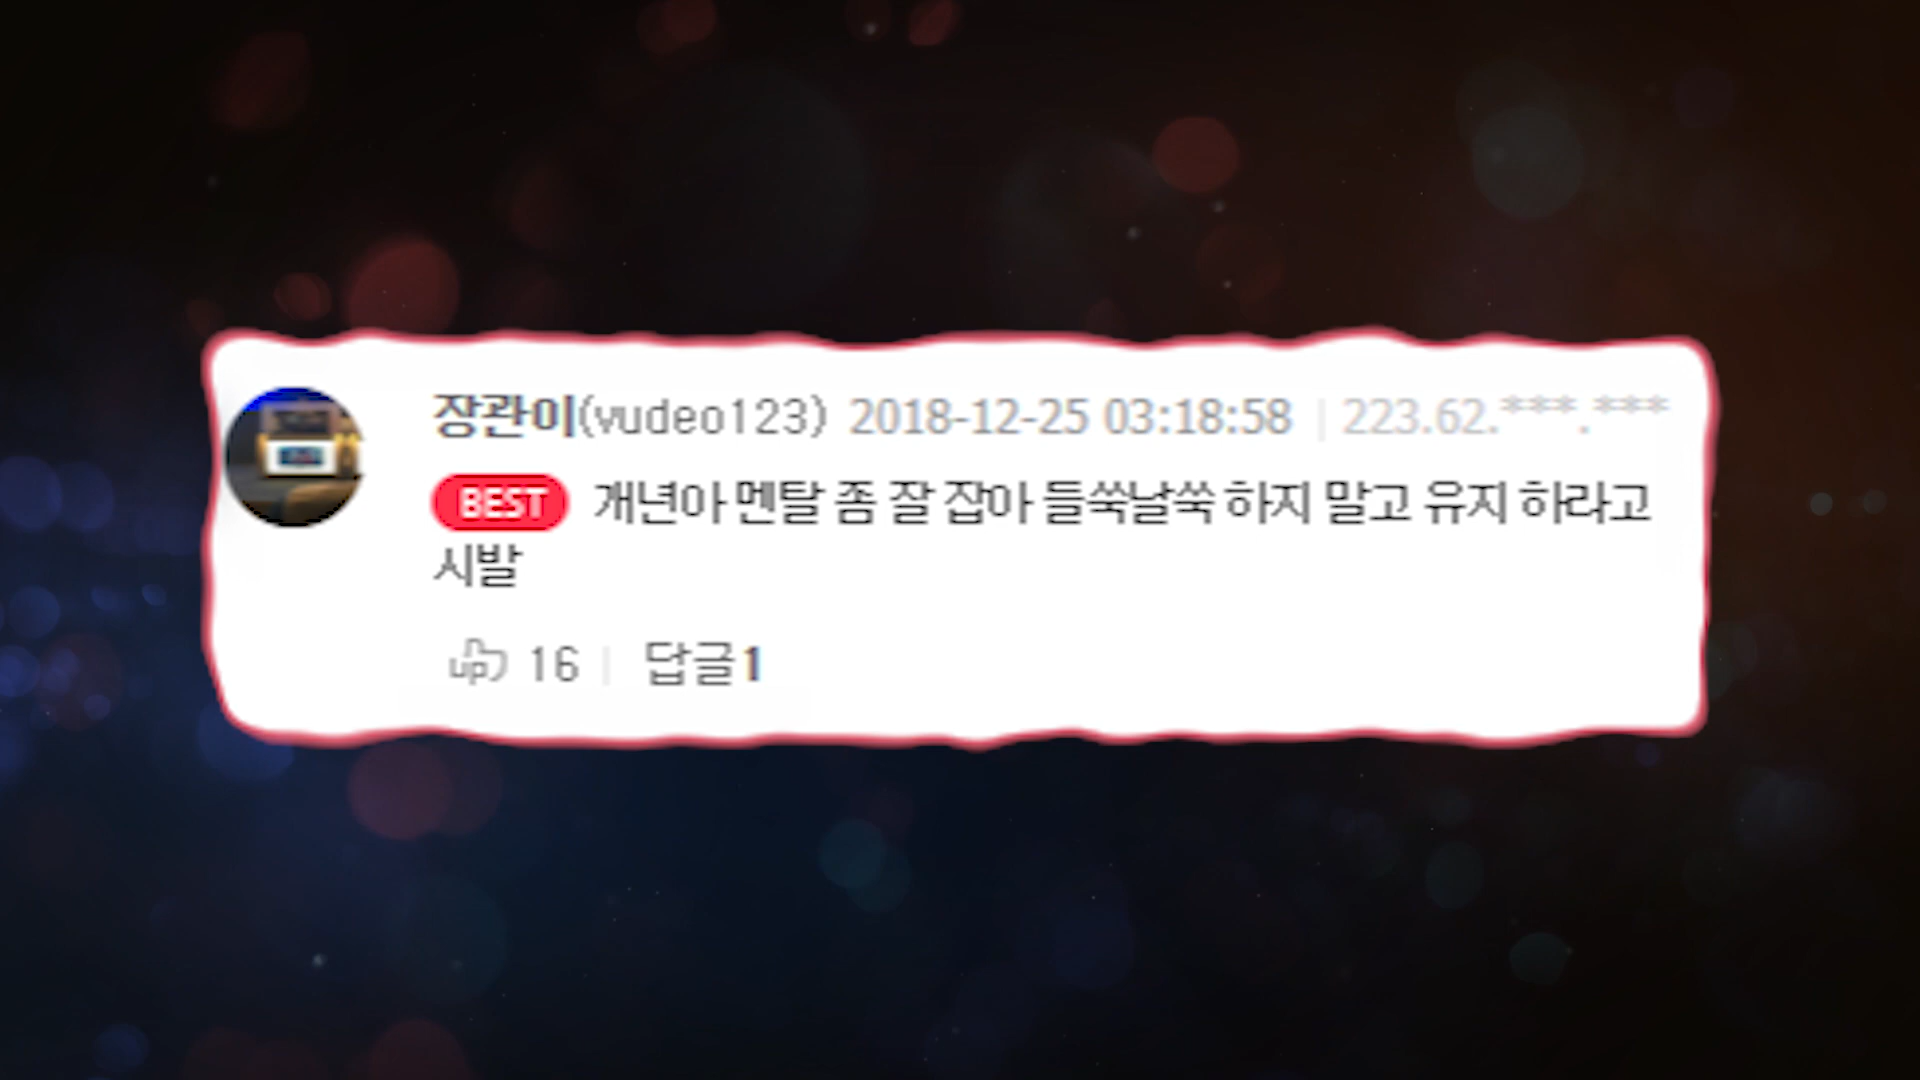 장관이(vudeo123) 2018-12-25 03:18:58 | 223.62.***.***
BEST 개년아 멘탈 좀 잘 잡아 들쑥날쑥 하지 말고 유지 하라고
시발
up 16 | 답글1